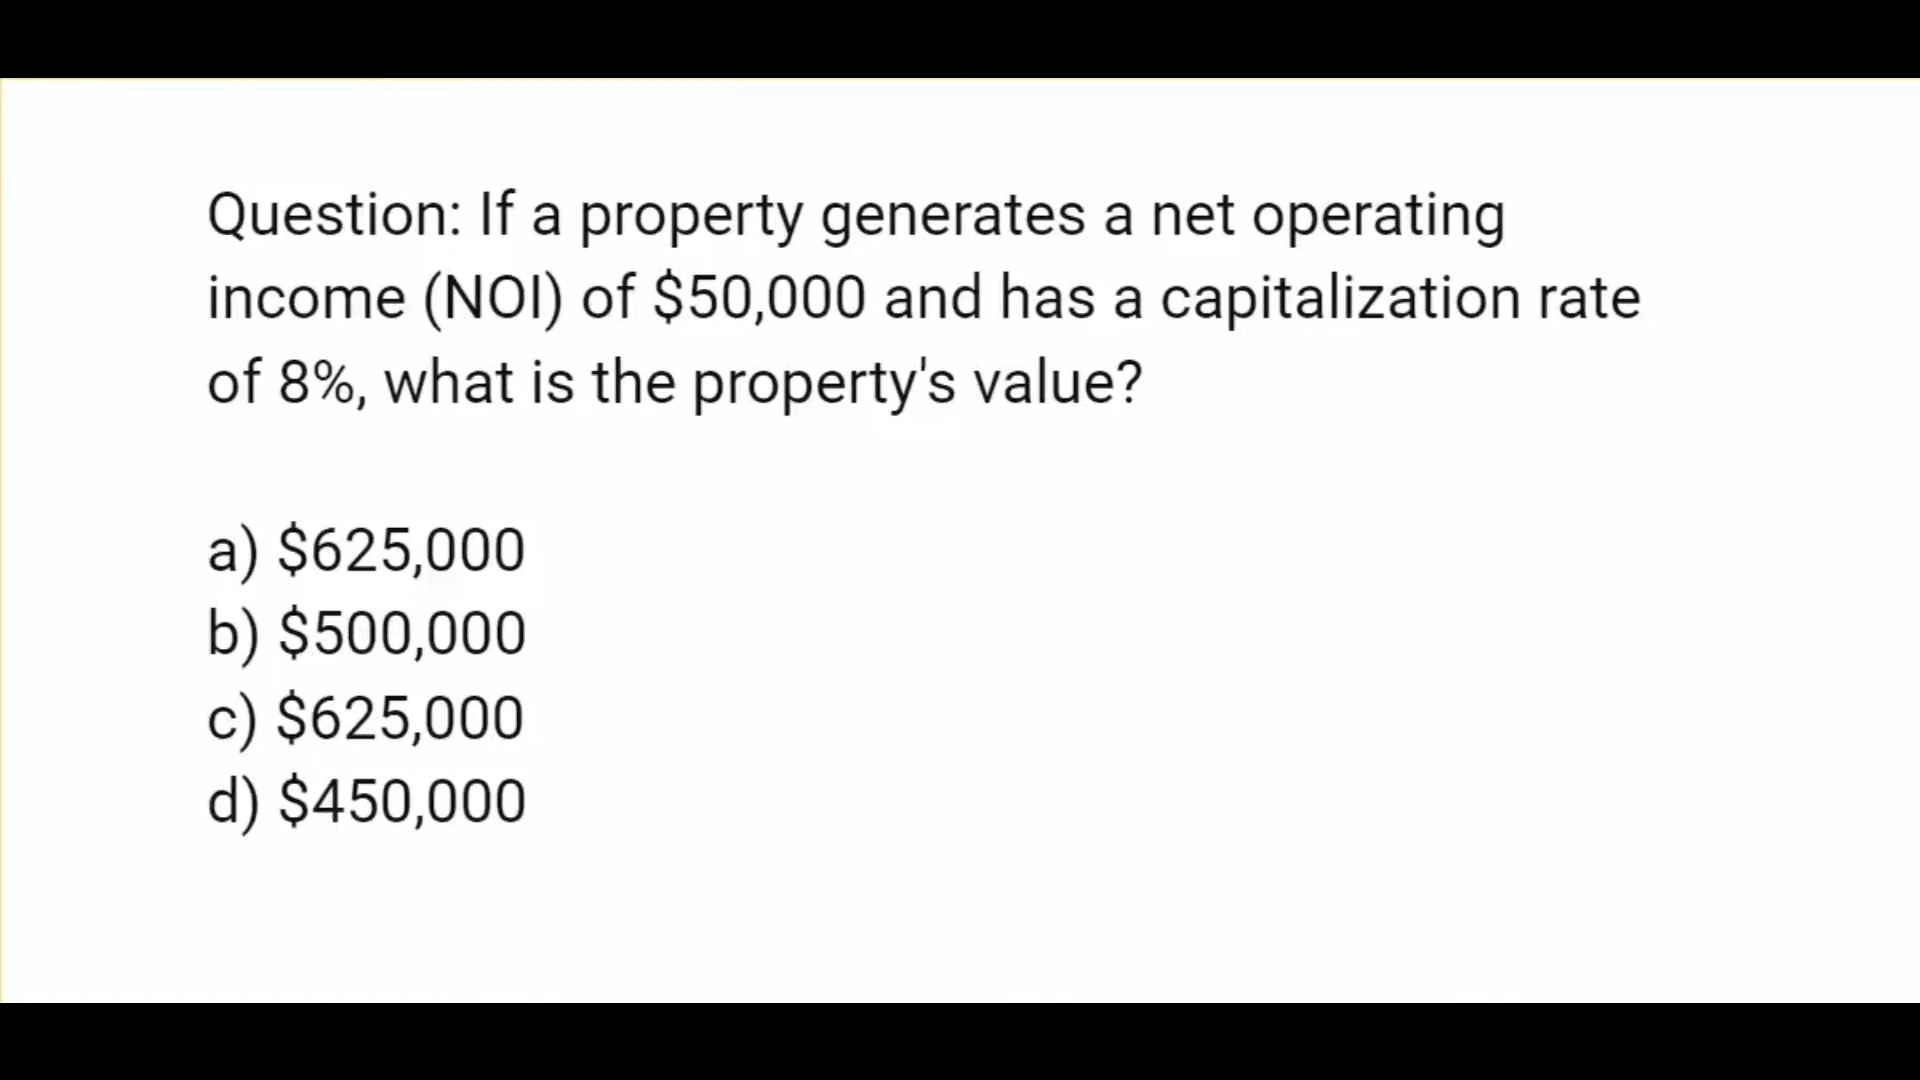 Question: If a property generates a net operating
income (NOI) of $50,000 and has a capitalization rate
of 8%, what is the property's value?
a) $625,000
b) $500,000
c) $625,000
d) $450,000